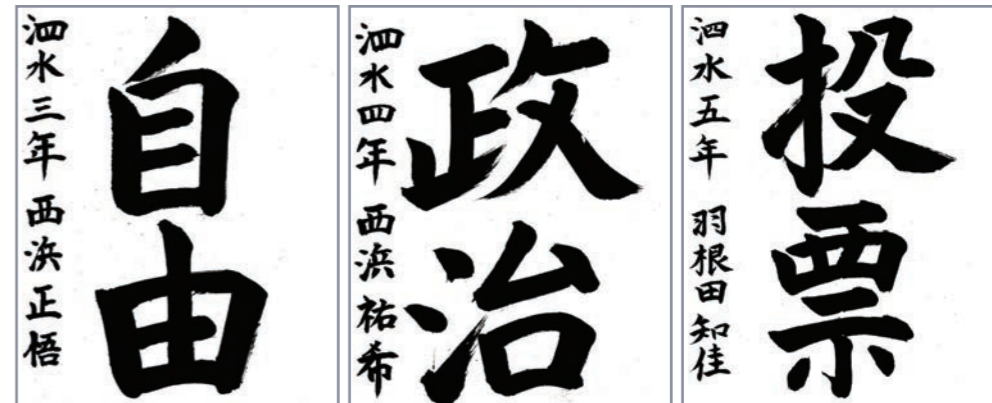 自由
泗水三年 西浜正悟
政治
泗水四年 西浜祐希
投票
泗水五年 羽根田知佳